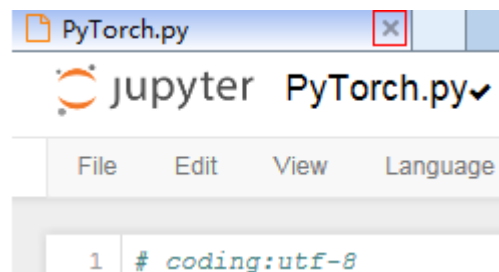 PyTorch.py
jupyter PyTorch.py✔
File Edit View Language
1 # coding:utf-8